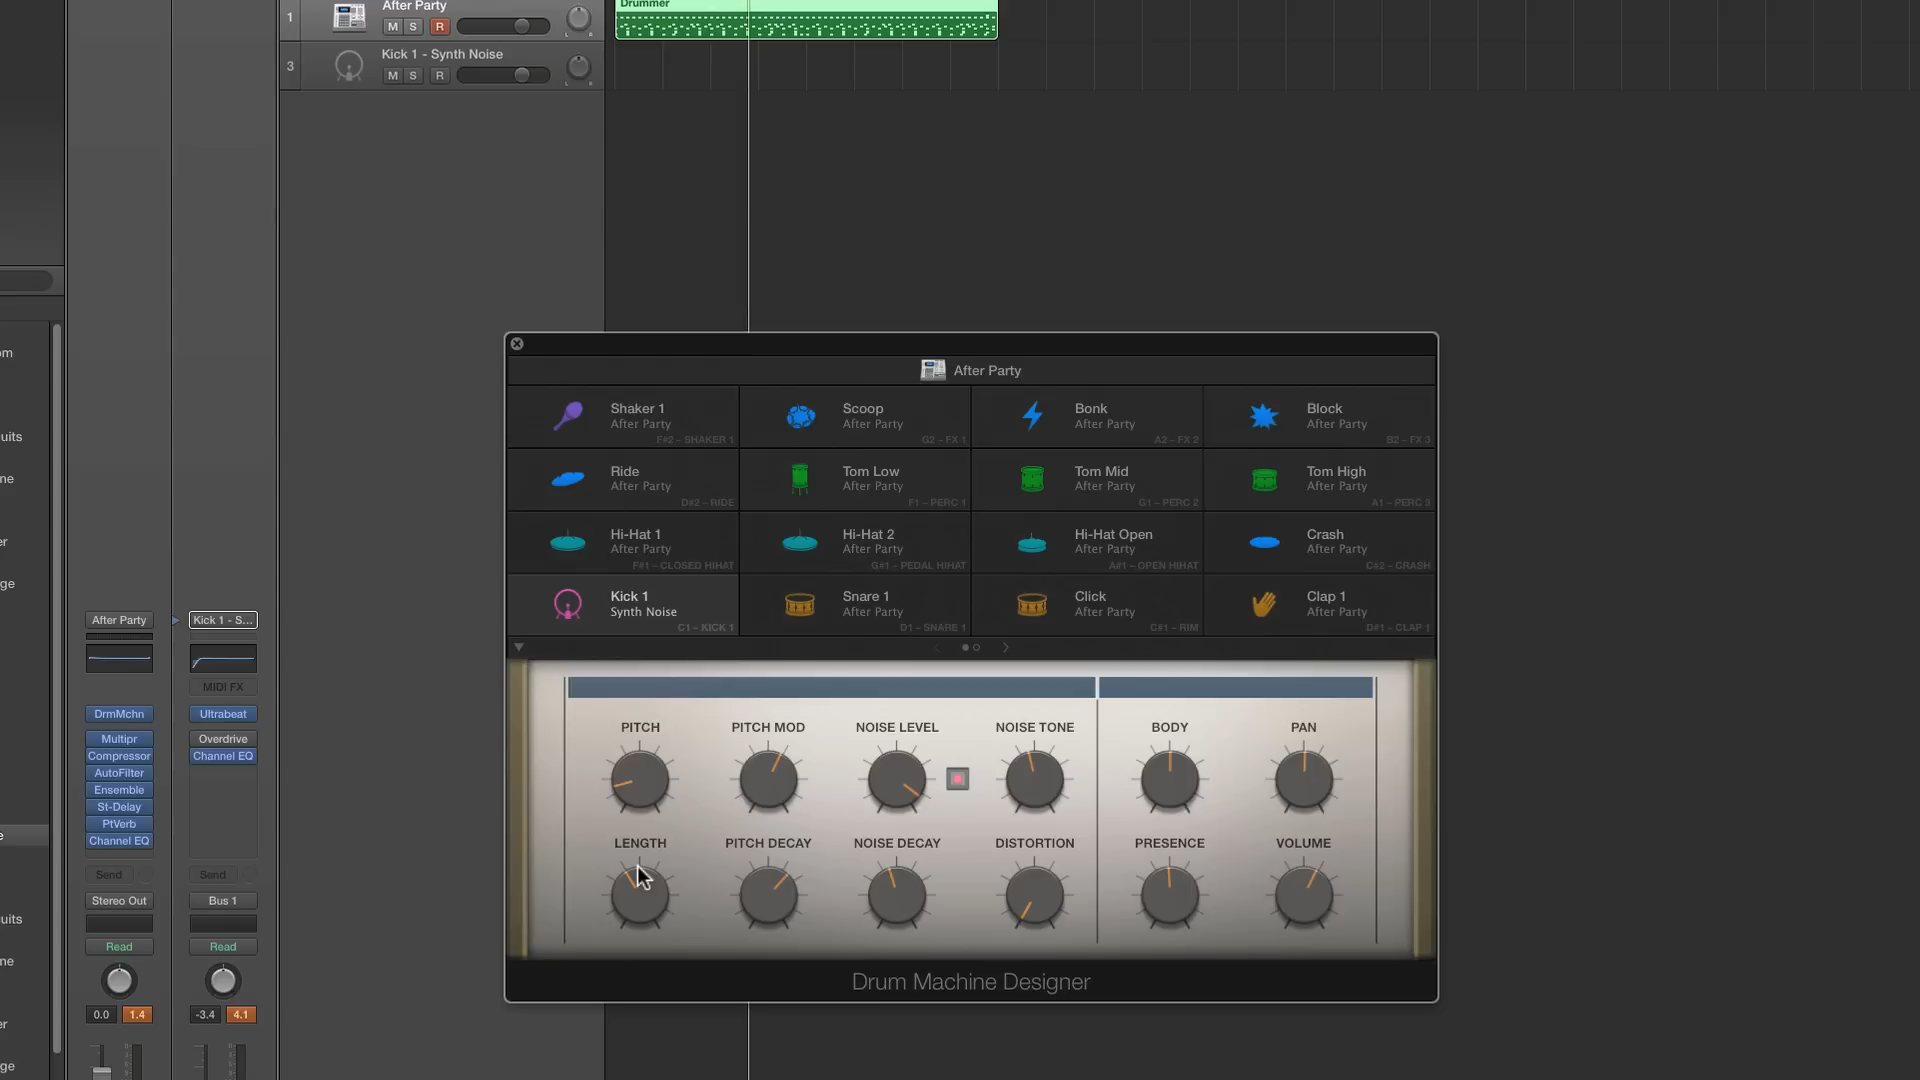 1
After Party
M S R
L R
Drummer
3
Kick 1 - Synth Noise
M S R
L R
om
uits
ne
er
ge
e
uits
ne
er
ge
After Party
Kick 1 - S...
MIDI FX
DrmMchn
Ultrabeat
Multipr
Overdrive
Compressor
Channel EQ
AutoFilter
Ensemble
St-Delay
PtVerb
Channel EQ
Send
Send
Stereo Out
Bus 1
Read
Read
0.0
1.4
-3.4
4.1
After Party
Shaker 1
After Party
F#2 – SHAKER 1
Scoop
After Party
G2 – FX 1
Bonk
After Party
A2 – FX 2
Block
After Party
B2 – FX 3
Ride
After Party
D#2 – RIDE
Tom Low
After Party
F1 – PERC 1
Tom Mid
After Party
G1 – PERC 2
Tom High
After Party
A1 – PERC 3
Hi-Hat 1
After Party
F#1 – CLOSED HIHAT
Hi-Hat 2
After Party
G#1 – PEDAL HIHAT
Hi-Hat Open
After Party
A#1 – OPEN HIHAT
Crash
After Party
C#2 – CRASH
Kick 1
Synth Noise
C1 – KICK 1
Snare 1
After Party
D1 – SNARE 1
Click
After Party
C#1 – RIM
Clap 1
After Party
D#1 – CLAP 1
PITCH
PITCH MOD
NOISE LEVEL
NOISE TONE
BODY
PAN
LENGTH
PITCH DECAY
NOISE DECAY
DISTORTION
PRESENCE
VOLUME
Drum Machine Designer